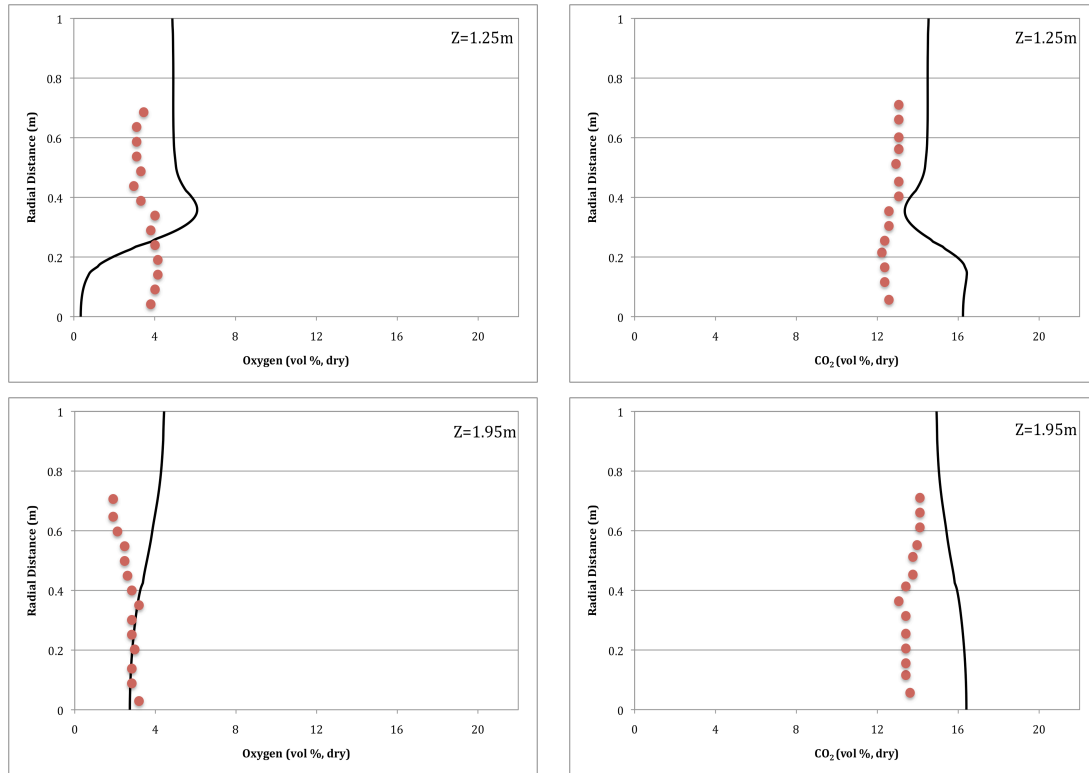 Z=1.25m
1
0.8
0.6
0.4
0.2
0
Radial Distance (m)
0 4 8 12 16 20
Oxygen (vol %, dry)
Z=1.25m
1
0.8
0.6
0.4
0.2
0
Radial Distance (m)
0 4 8 12 16 20
CO₂ (vol %, dry)
Z=1.95m
1
0.8
0.6
0.4
0.2
0
Radial Distance (m)
0 4 8 12 16 20
Oxygen (vol %, dry)
Z=1.95m
1
0.8
0.6
0.4
0.2
0
Radial Distance (m)
0 4 8 12 16 20
CO₂ (vol %, dry)